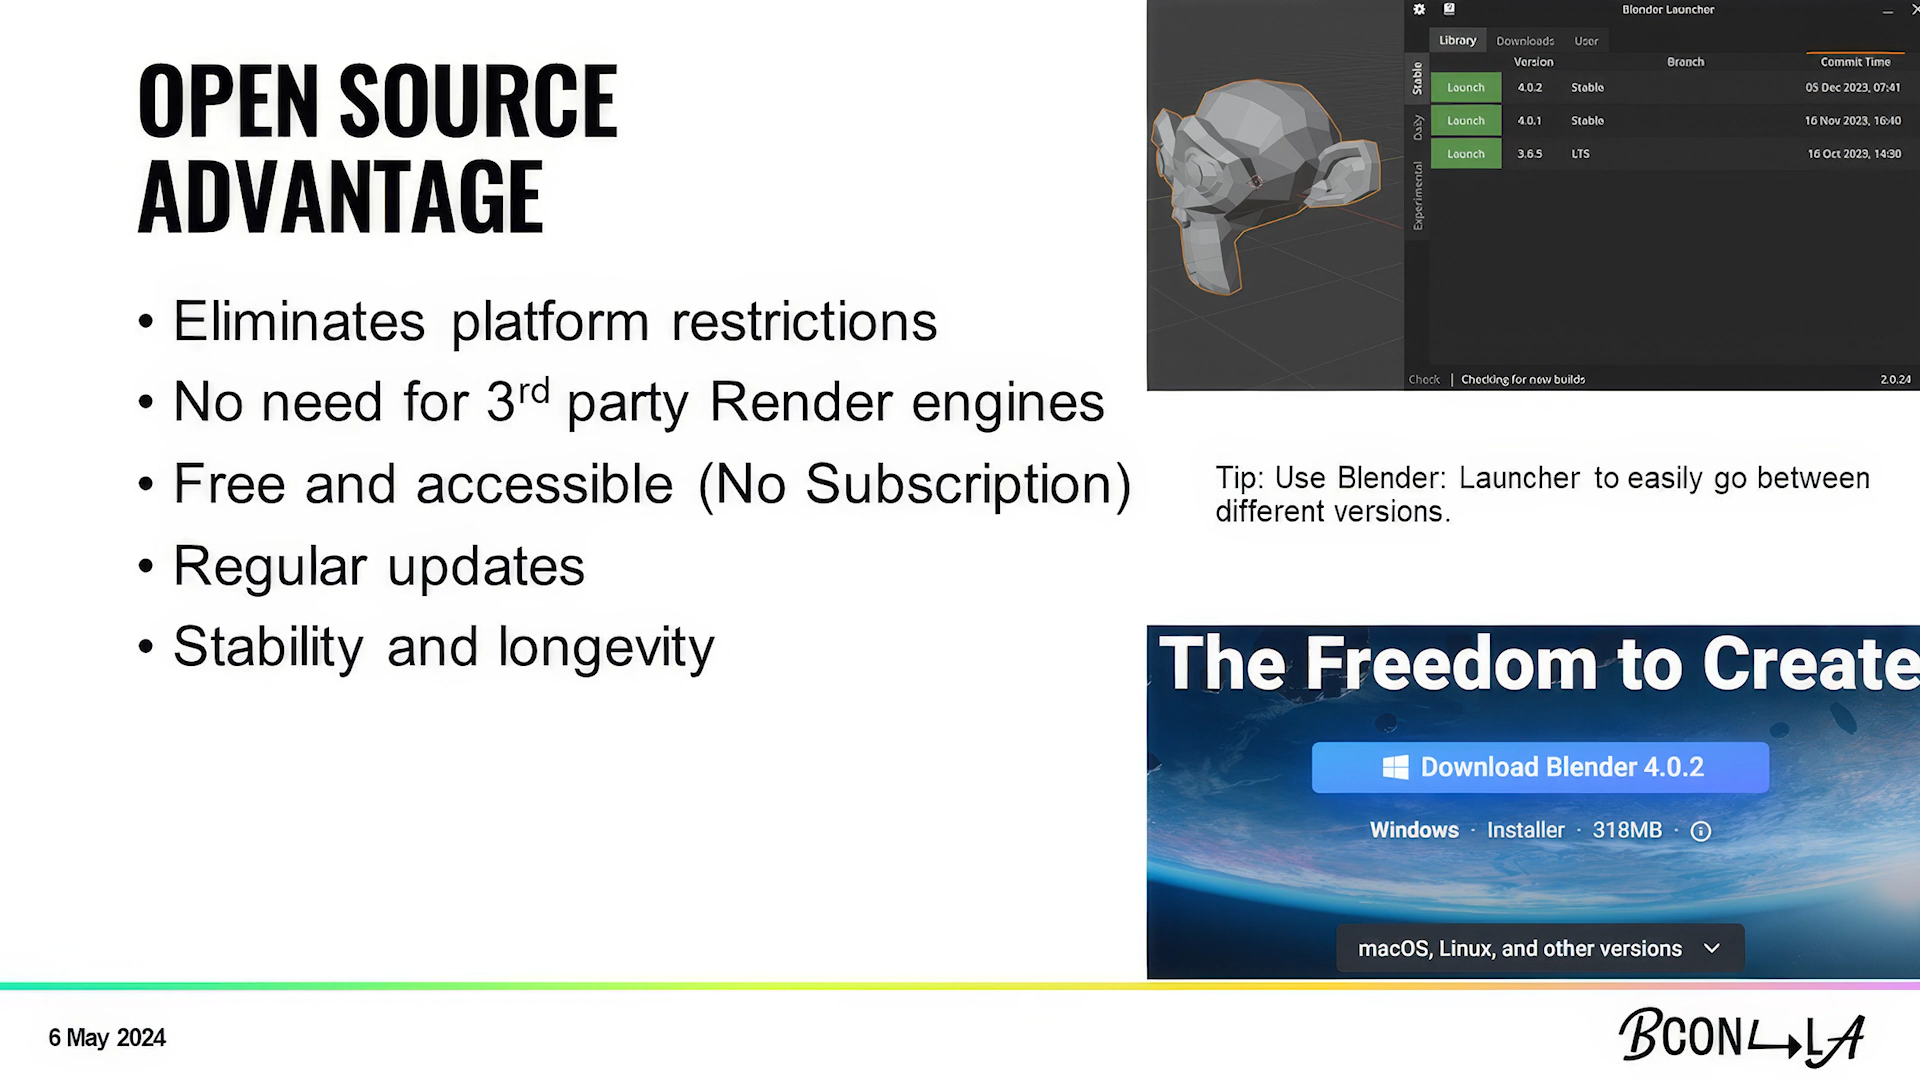 OPEN SOURCE
ADVANTAGE
• Eliminates platform restrictions
• No need for 3rd party Render engines
• Free and accessible (No Subscription)
• Regular updates
• Stability and longevity
Blender Launcher
Library Downloads User
Version Branch Commit Time
Stable
Daily
Experimental
Launch 4.0.2 Stable 05 Dec 2023, 07:41
Launch 4.0.1 Stable 16 Nov 2023, 16:40
Launch 3.6.5 LTS 16 Oct 2023, 14:30
Check | Checking for new builds 2.0.24
Tip: Use Blender: Launcher to easily go between
different versions.
The Freedom to Create
Download Blender 4.0.2
Windows · Installer · 318MB ·
macOS, Linux, and other versions
6 May 2024
BCON LA